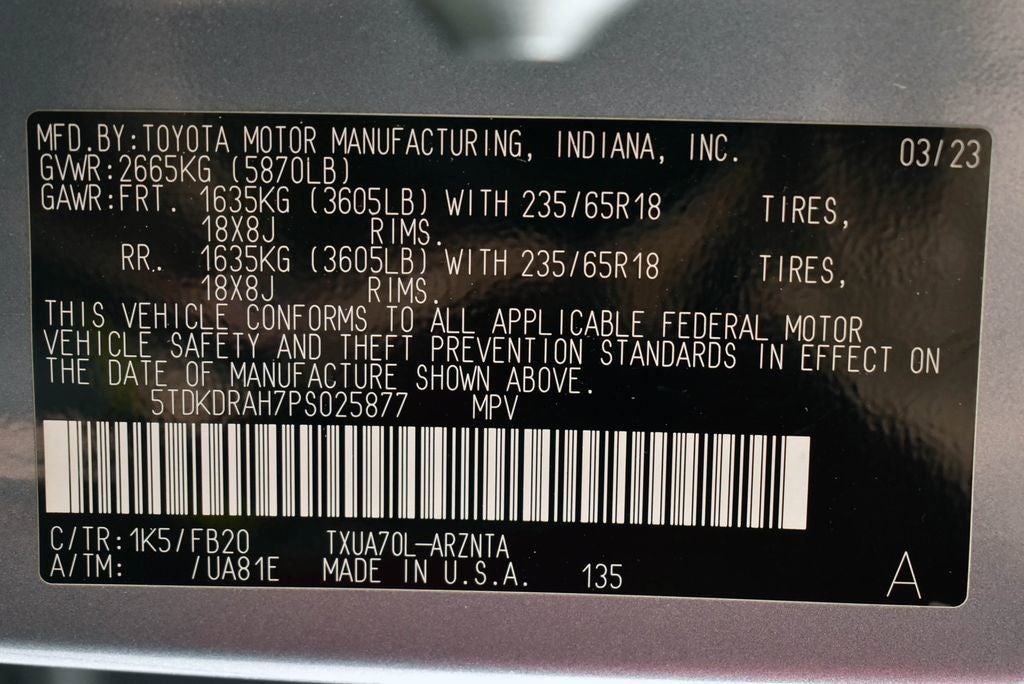 MFD.BY:TOYOTA MOTOR MANUFACTURING, INDIANA, INC. 03/23
GVWR:2665KG (5870LB)
GAWR:FRT. 1635KG (3605LB) WITH 235/65R18 TIRES,
18X8J RIMS.
RR. 1635KG (3605LB) WITH 235/65R18 TIRES,
18X8J RIMS.
THIS VEHICLE CONFORMS TO ALL APPLICABLE FEDERAL MOTOR
VEHICLE SAFETY AND THEFT PREVENTION STANDARDS IN EFFECT ON
THE DATE OF MANUFACTURE SHOWN ABOVE.
5TDKDRAH7PS025877 MPV
C/TR:1K5/FB20 TXUA70L-ARZNTA
A/TM: /UA81E MADE IN U.S.A. 135 A